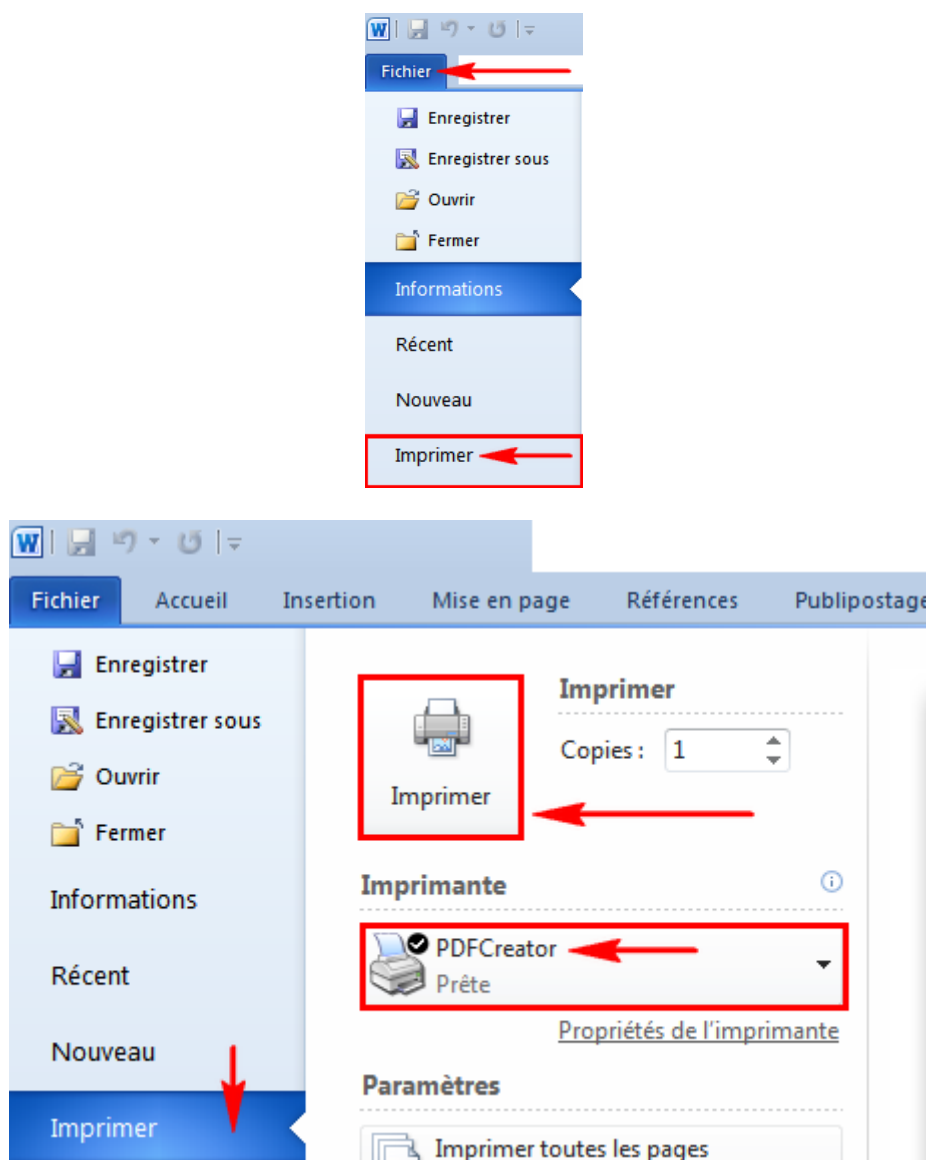 W
Fichier
Enregistrer
Enregistrer sous
Ouvrir
Fermer
Informations
Récent
Nouveau
Imprimer
W
Fichier Accueil Insertion Mise en page Références Publipostage
Enregistrer
Enregistrer sous
Ouvrir
Fermer
Informations
Récent
Nouveau
Imprimer
Imprimer
Imprimer
Copies : 1
Imprimante
PDFCreator
Prête
Propriétés de l'imprimante
Paramètres
Imprimer toutes les pages